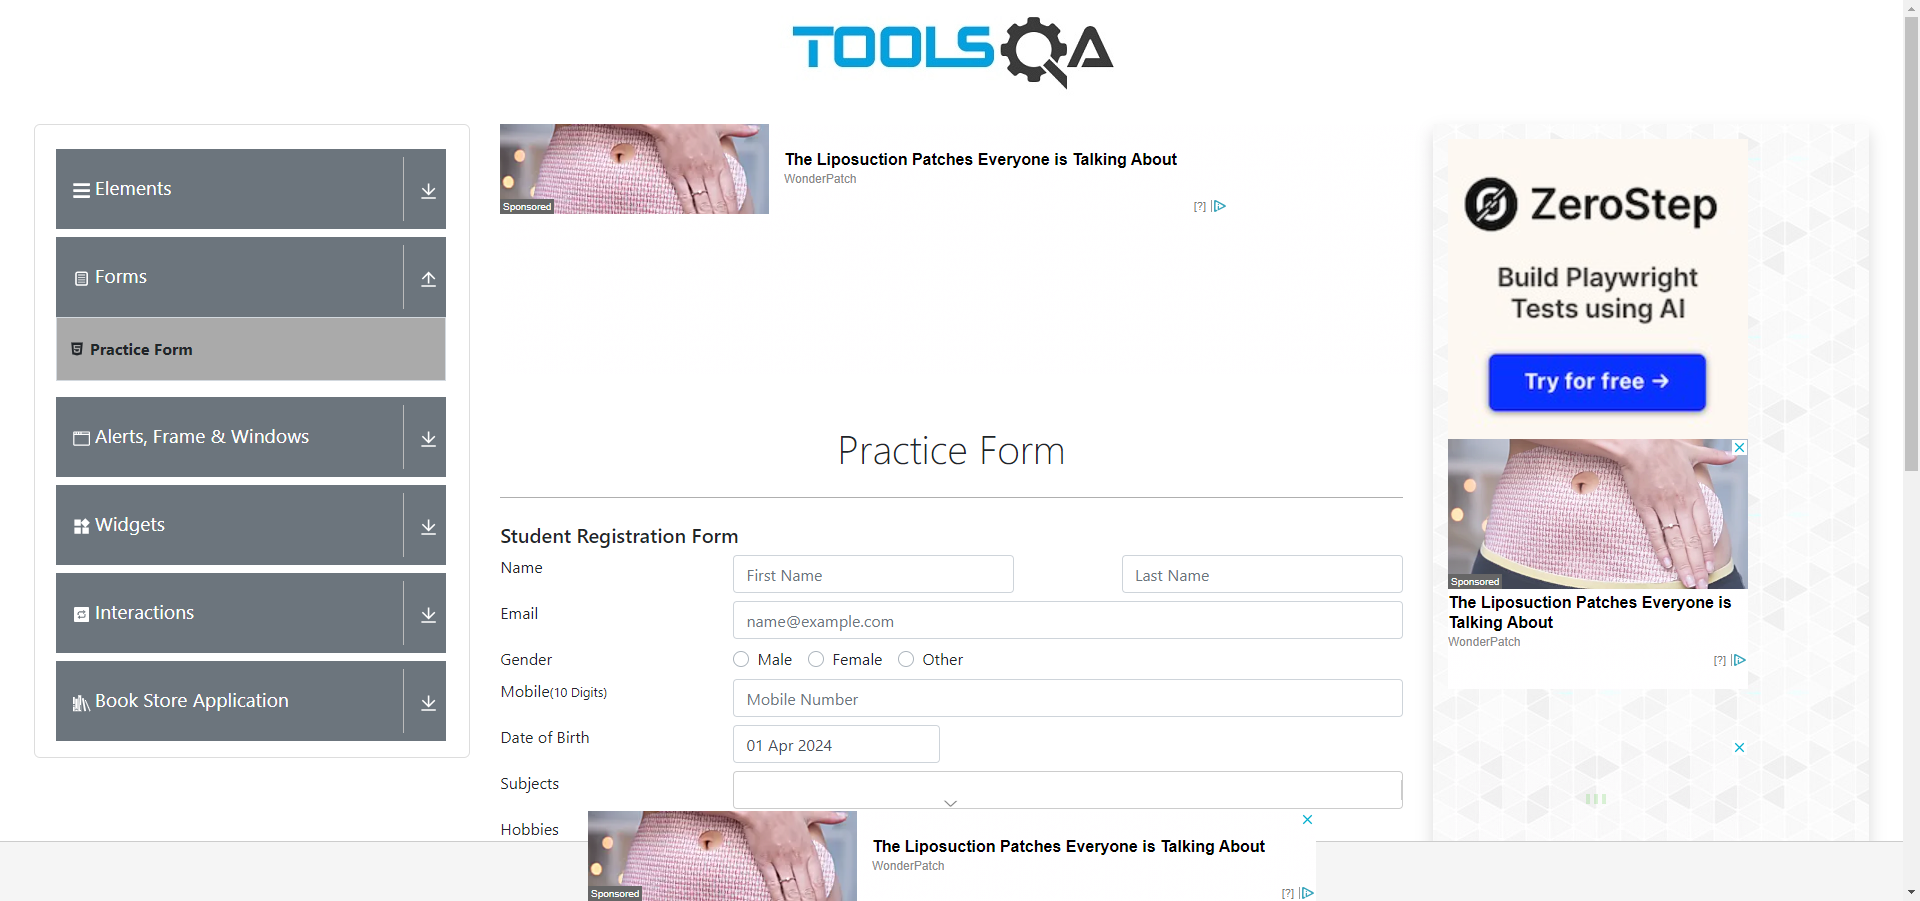 TOOLSQA
Elements
Forms
Practice Form
Alerts, Frame & Windows
Widgets
Interactions
Book Store Application
Sponsored
The Liposuction Patches Everyone is Talking About
WonderPatch
[?]
Practice Form
Student Registration Form
Name
First Name
Last Name
Email
name@example.com
Gender
Male
Female
Other
Mobile(10 Digits)
Mobile Number
Date of Birth
01 Apr 2024
Subjects
Hobbies
Sponsored
The Liposuction Patches Everyone is Talking About
WonderPatch
[?]
ZeroStep
Build Playwright
Tests using AI
Try for free →
Sponsored
The Liposuction Patches Everyone is
Talking About
WonderPatch
[?]